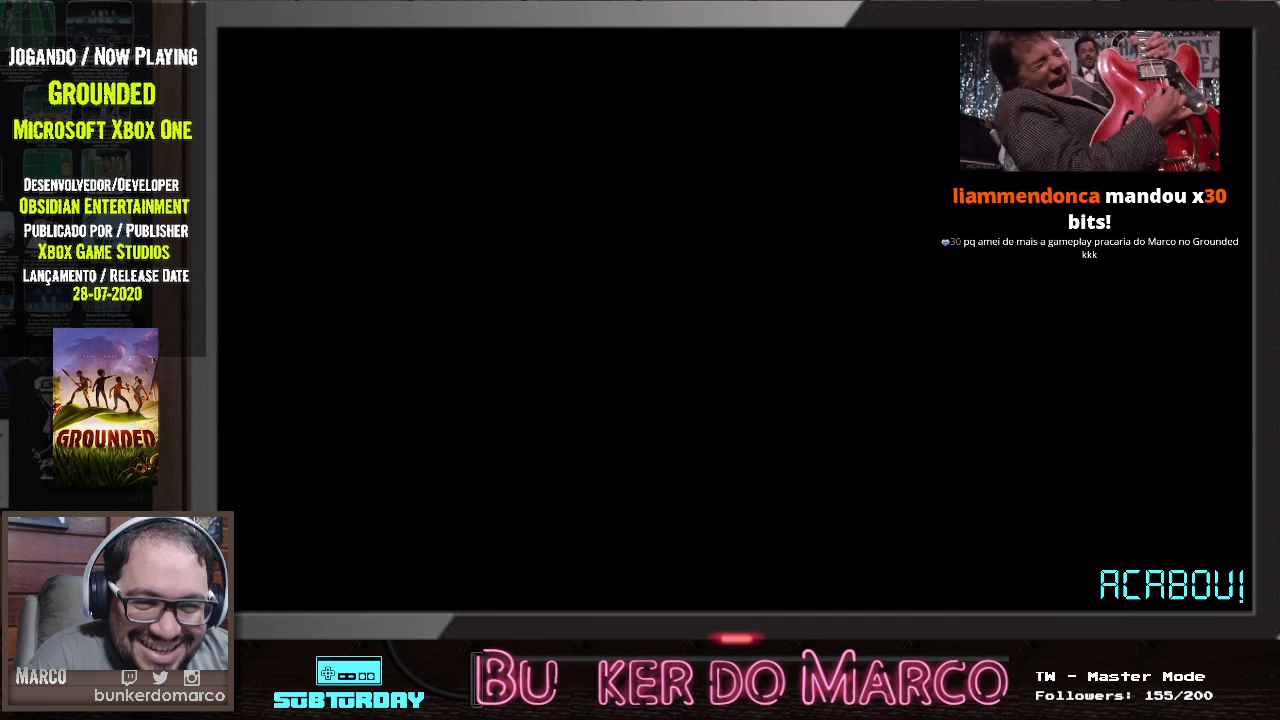 Jogando / Now Playing
Grounded
Microsoft Xbox One
Desenvolvedor/Developer
Obsidian Entertainment
Publicado por / Publisher
Xbox Game Studios
Lançamento / Release Date
28-07-2020
GROUNDED
liammendonca mandou x30
bits!
30 pq amei de mais a gameplay pracaria do Marco no Grounded
kkk
ACABOU!
Marco
bunkerdomarco
SUBTURDAY
Bu ker do Marco
TW - Master Mode
Followers: 155/200